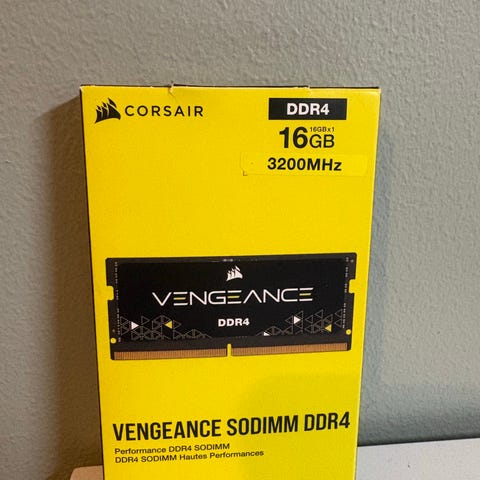 CORSAIR
DDR4
16GB 16GBx1
3200MHz
VENGEANCE
DDR4
VENGEANCE SODIMM DDR4
Performance DDR4 SODIMM
DDR4 SODIMM Hautes Performances